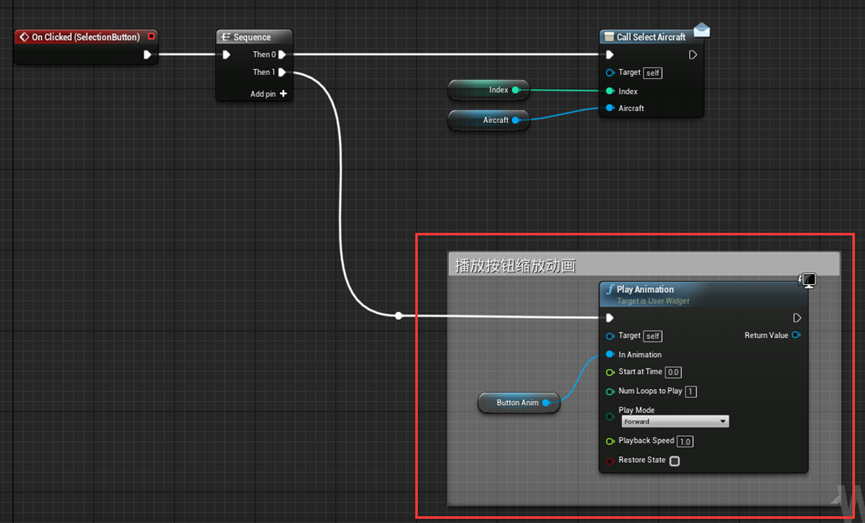 On Clicked (SelectionButton)
Sequence
Then 0
Then 1
Add pin +
Call Select Aircraft
Target self
Index
Aircraft
Index
Aircraft
播放按钮缩放动画
Play Animation
Target is User Widget
Target self
Return Value
In Animation
Start at Time 0.0
Num Loops to Play 1
Play Mode
Forward
Playback Speed 1.0
Restore State
Button Anim